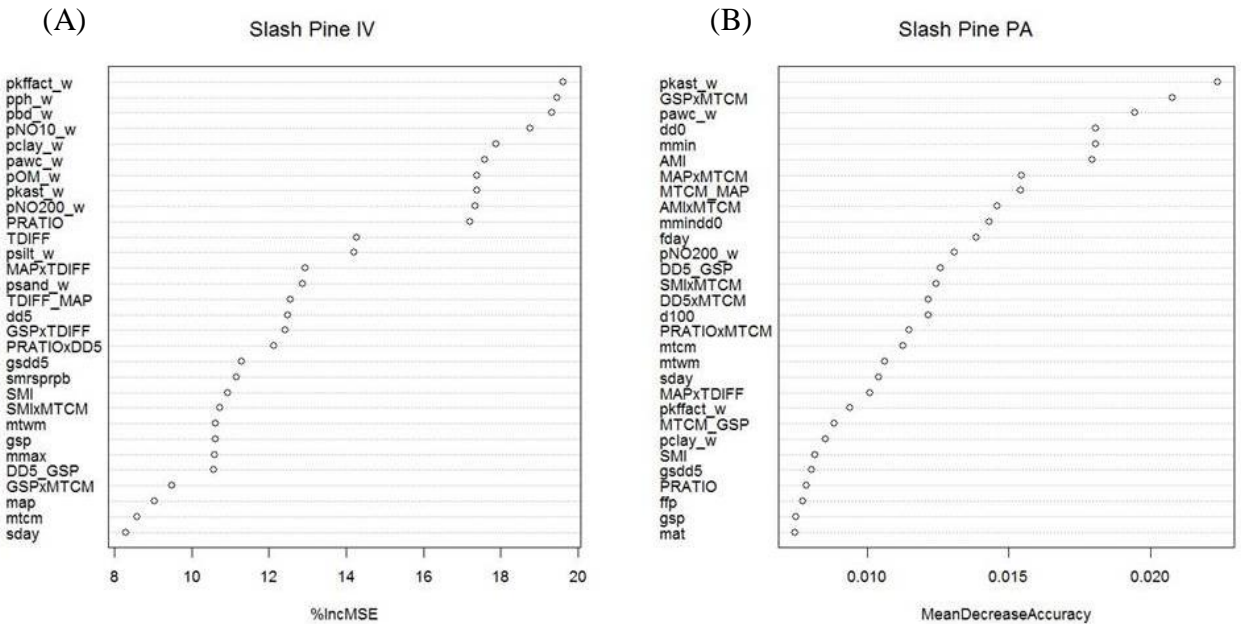 (A)
Slash Pine IV
pkffact_w
pph_w
pbd_w
pNO10_w
pclay_w
pawc_w
pOM_w
pkast_w
pNO200_w
PRATIO
TDIFF
psilt_w
MAPxTDIFF
psand_w
TDIFF_MAP
dd5
GSPxTDIFF
PRATIOxDD5
gsdd5
smrsprpb
SMI
SMIxMTCM
mtwm
gsp
mmax
DD5_GSP
GSPxMTCM
map
mtcm
sday
8 10 12 14 16 18 20
%IncMSE
(B)
Slash Pine PA
pkast_w
GSPxMTCM
pawc_w
dd0
mmin
AMI
MAPxMTCM
MTCM_MAP
AMIxMTCM
mmindd0
fday
pNO200_w
DD5_GSP
SMIxMTCM
DD5xMTCM
d100
PRATIOxMTCM
mtcm
mtwm
sday
MAPxTDIFF
pkffact_w
MTCM_GSP
pclay_w
SMI
gsdd5
PRATIO
ffp
gsp
mat
0.010 0.015 0.020
MeanDecreaseAccuracy